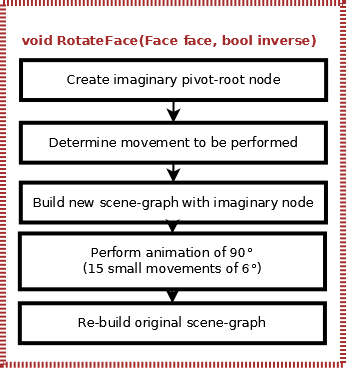 void RotateFace(Face face, bool inverse)
Create imaginary pivot-root node
Determine movement to be performed
Build new scene-graph with imaginary node
Perform animation of 90°
(15 small movements of 6°)
Re-build original scene-graph